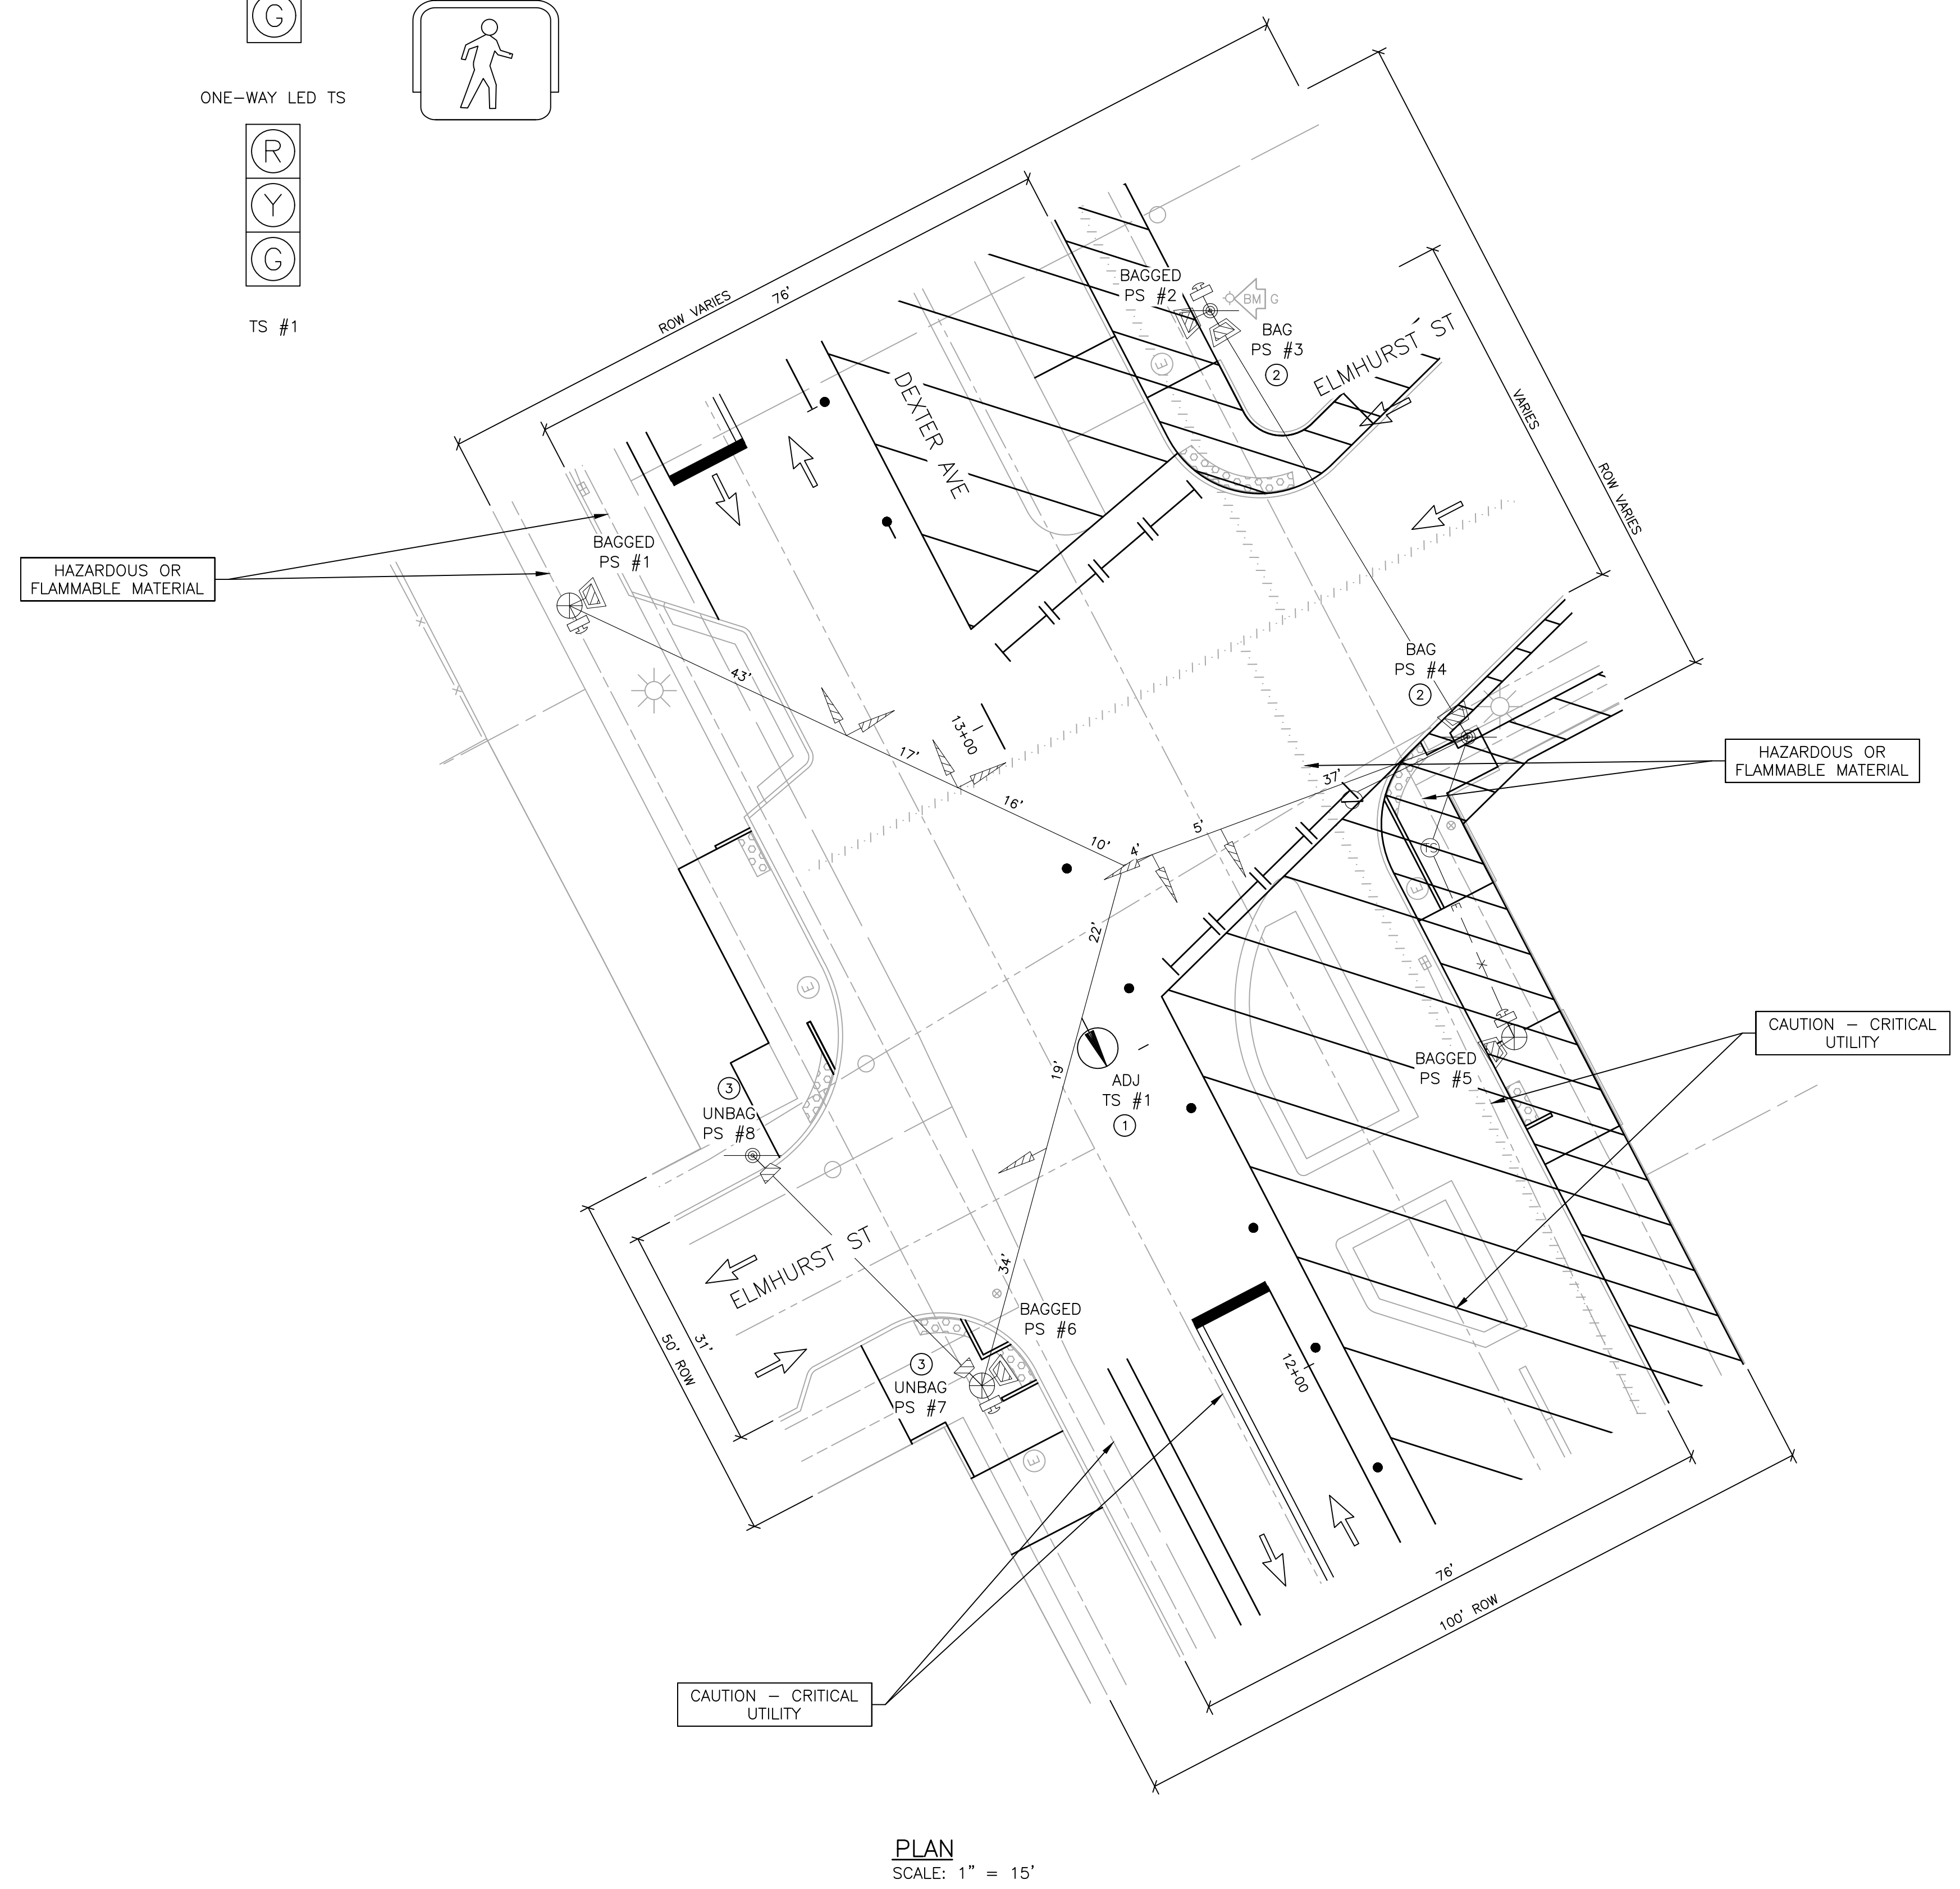 G
ONE-WAY LED TS
R
Y
G
TS #1
ROW VARIES
76'
BAGGED
PS #2
BM G
BAG
PS #3
2
ELMHURST ST
DEXTER AVE
E
VARIES
ROW VARIES
HAZARDOUS OR
FLAMMABLE MATERIAL
BAGGED
PS #1
43'
17'
13+00
16'
10'
4'
5'
37'
BAG
PS #4
2
HAZARDOUS OR
FLAMMABLE MATERIAL
TS
E
E
22'
19'
34'
E
ADJ
TS #1
1
BAGGED
PS #5
CAUTION – CRITICAL
UTILITY
3
UNBAG
PS #8
ELMHURST ST
31'
50' ROW
BAGGED
PS #6
3
UNBAG
PS #7
E
12+00
76'
100' ROW
CAUTION – CRITICAL
UTILITY
PLAN
SCALE: 1" = 15'